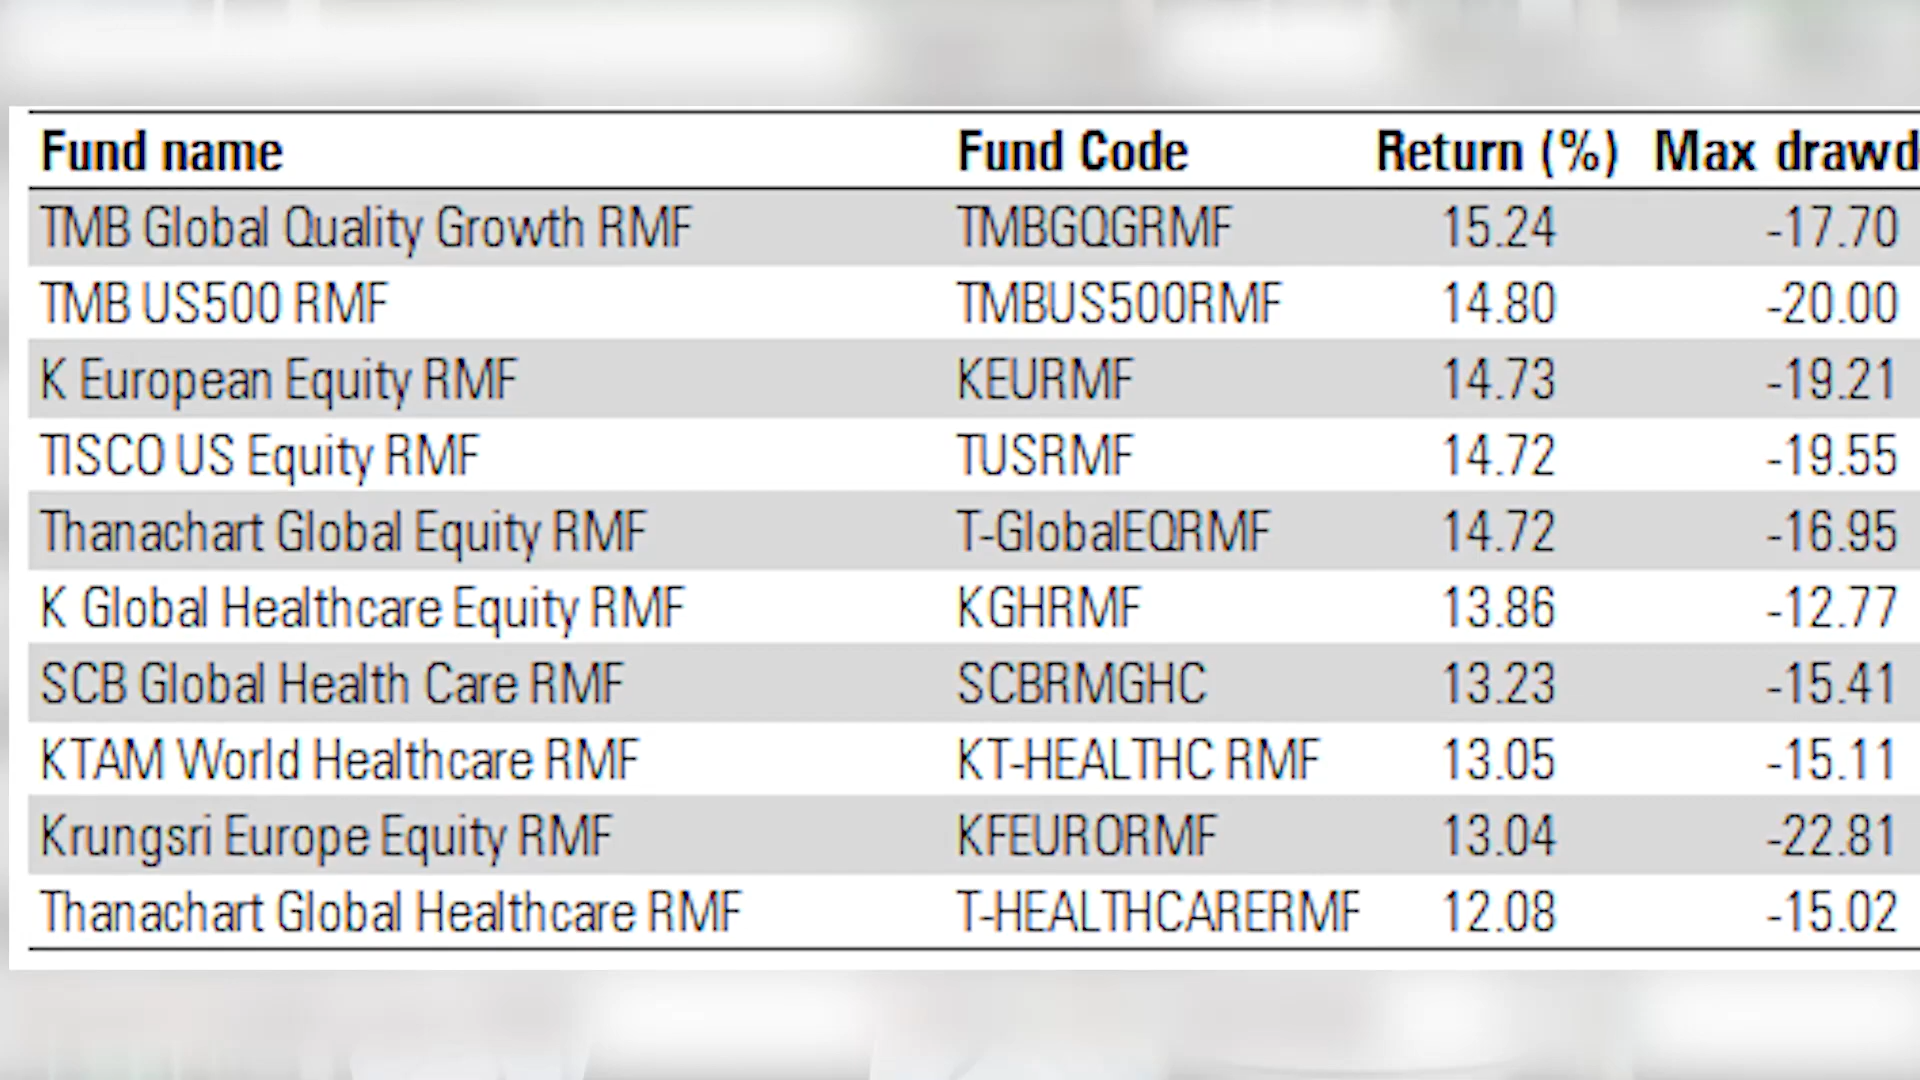 Fund name Fund Code Return (%) Max drawd
TMB Global Quality Growth RMF TMBGQGRMF 15.24 -17.70
TMB US500 RMF TMBUS500RMF 14.80 -20.00
K European Equity RMF KEURMF 14.73 -19.21
TISCO US Equity RMF TUSRMF 14.72 -19.55
Thanachart Global Equity RMF T-GlobalEQRMF 14.72 -16.95
K Global Healthcare Equity RMF KGHRMF 13.86 -12.77
SCB Global Health Care RMF SCBRMGHC 13.23 -15.41
KTAM World Healthcare RMF KT-HEALTHC RMF 13.05 -15.11
Krungsri Europe Equity RMF KFEURORMF 13.04 -22.81
Thanachart Global Healthcare RMF T-HEALTHCARERMF 12.08 -15.02